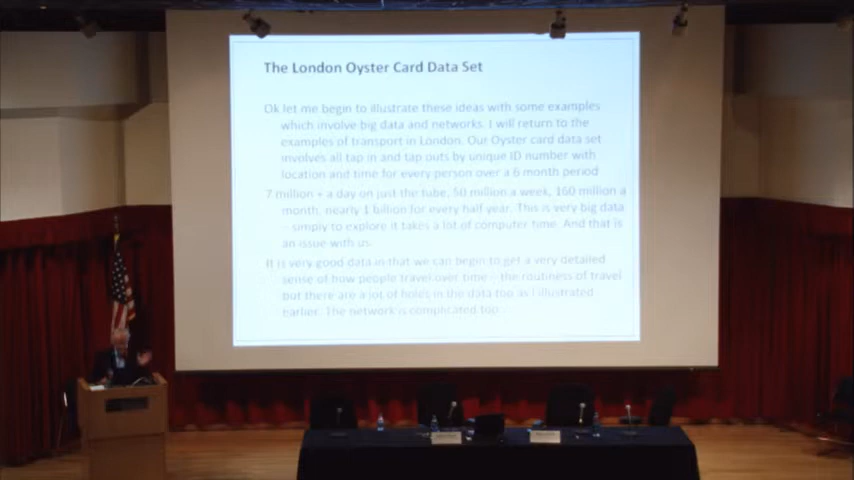 The London Oyster Card Data Set
Ok let me begin to illustrate these ideas with some examples
which involve big data and networks. I will return to the
examples of transport in London. Our Oyster card data set
involves all tap in and tap outs by unique ID number with
location and time for every person over a 6 month period
7 million + a day on just the tube, 50 million a week, 160 million a
month, nearly 1 billion for every half year. This is very big data
- simply to explore it takes a lot of computer time. And that is
an issue with us.
It is very good data in that we can begin to get a very detailed
sense of how people travel over time - the routiness of travel
but there are a lot of holes in the data too as I illustrated
earlier. The network is complicated too